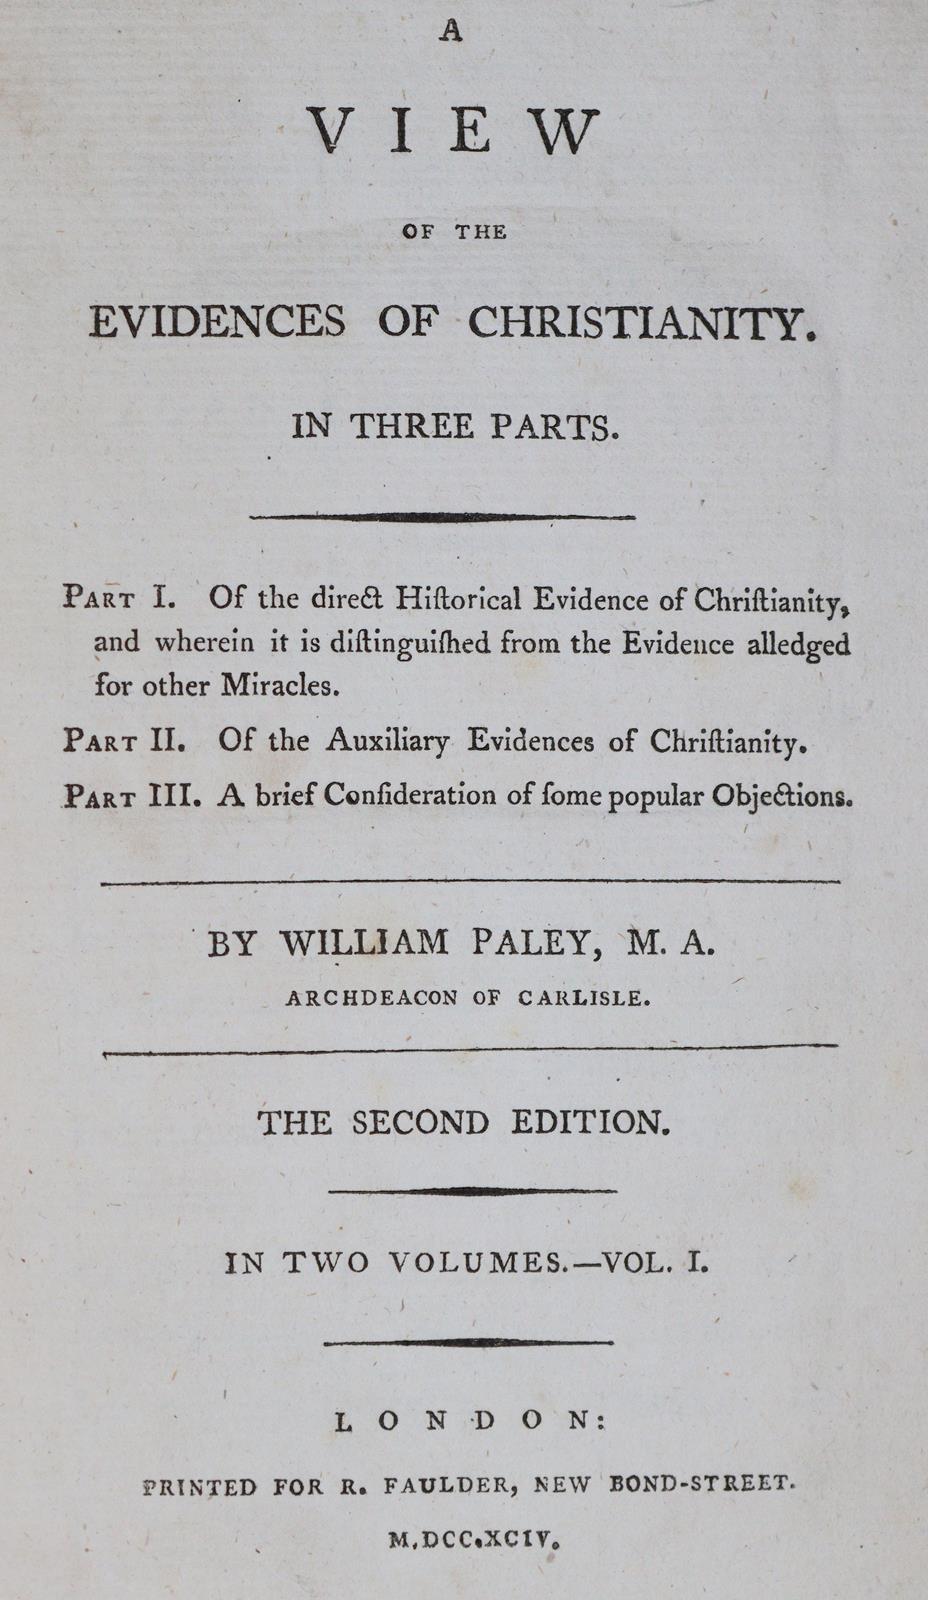 A
VIEW
OF THE
EVIDENCES OF CHRISTIANITY.
IN THREE PARTS.
PART I. Of the direct Hiſtorical Evidence of Chriſtianity,
and wherein it is diſtinguiſhed from the Evidence alledged
for other Miracles.
PART II. Of the Auxiliary Evidences of Chriſtianity.
PART III. A brief Conſideration of ſome popular Objections.
BY WILLIAM PALEY, M. A.
ARCHDEACON OF CARLISLE.
THE SECOND EDITION.
IN TWO VOLUMES.—VOL. I.
LONDON:
PRINTED FOR R. FAULDER, NEW BOND-STREET.
M.DCC.XCIV.